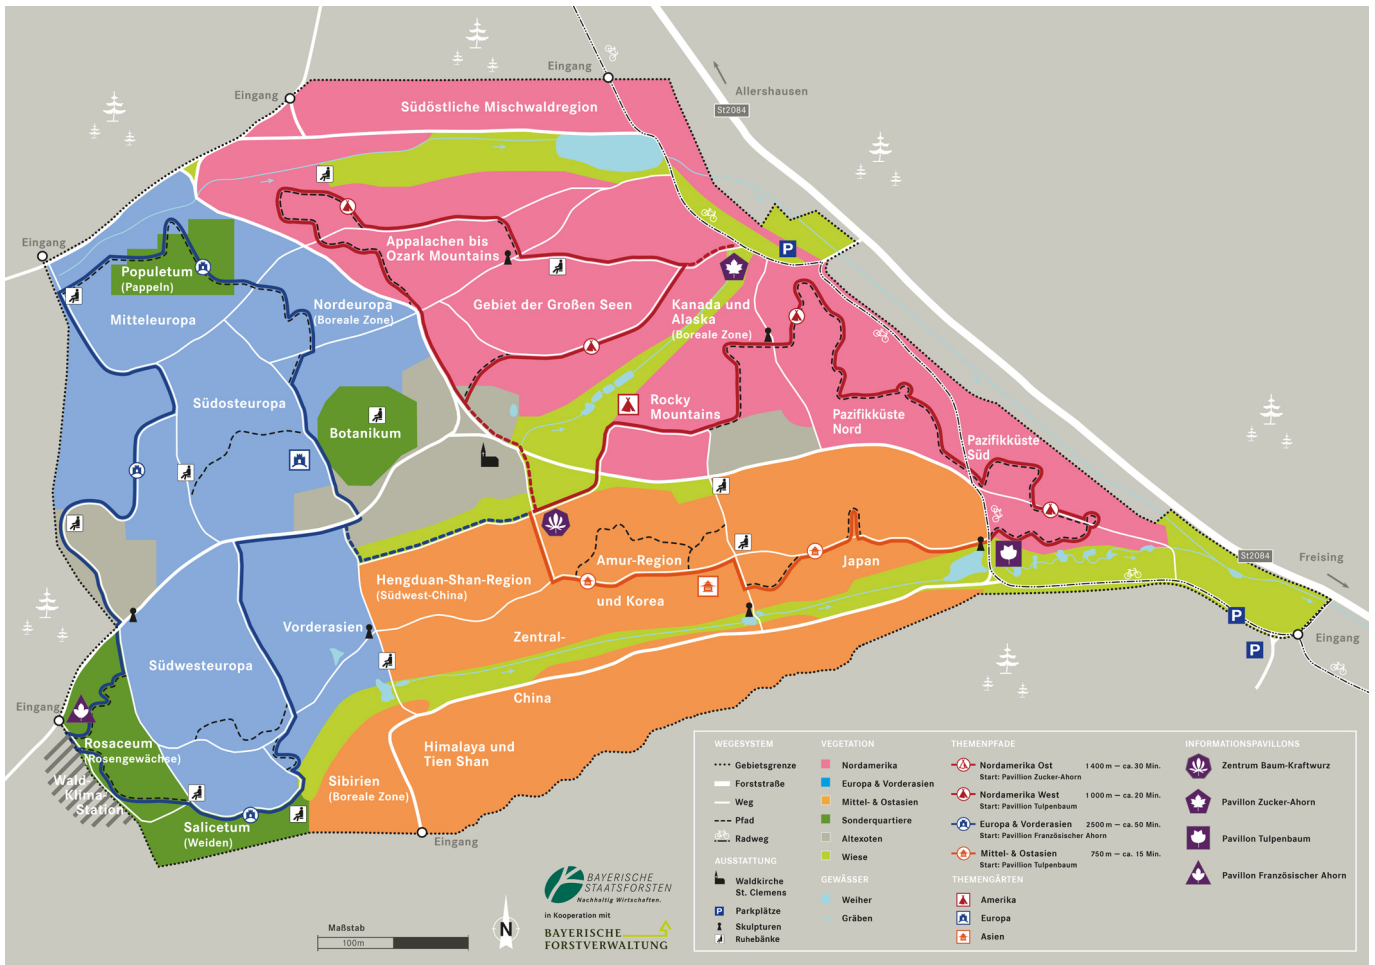 Eingang
Eingang
Allershausen
St2084
Eingang
Südöstliche Mischwaldregion
Eingang
Appalachen bis
Ozark Mountains
P
Populetum
(Pappeln)
Mitteleuropa
Nordeuropa
(Boreale Zone)
Gebiet der Großen Seen
Kanada und
Alaska
(Boreale Zone)
Südosteuropa
Botanikum
Rocky
Mountains
Pazifikküste
Nord
Pazifikküste
Süd
Amur-Region
und Korea
Japan
St2084
Freising
Hengduan-Shan-Region
(Südwest-China)
Vorderasien
Zentral-
China
P
P
Eingang
Südwesteuropa
Eingang
Rosaceum
(Rosengewächse)
Wald-
Klima-
Station
Himalaya und
Tien Shan
Sibirien
(Boreale Zone)
Salicetum
(Weiden)
Eingang
BAYERISCHE
STAATSFORSTEN
Nachhaltig Wirtschaften.
in Kooperation mit
BAYERISCHE
FORSTVERWALTUNG
N
Maßstab
100m
WEGESYSTEM
Gebietsgrenze
Forststraße
Weg
Pfad
Radweg
AUSSTATTUNG
Waldkirche
St. Clemens
P Parkplätze
Skulpturen
Ruhebänke
VEGETATION
Nordamerika
Europa & Vorderasien
Mittel- & Ostasien
Sonderquartiere
Altexoten
Wiese
GEWÄSSER
Weiher
Gräben
THEMENPFADE
Nordamerika Ost 1400 m – ca. 30 Min.
Start: Pavillion Zucker-Ahorn
Nordamerika West 1000 m – ca. 20 Min.
Start: Pavillion Tulpenbaum
Europa & Vorderasien 2500 m – ca. 50 Min.
Start: Pavillion Französischer Ahorn
Mittel- & Ostasien 750 m – ca. 15 Min.
Start: Pavillion Tulpenbaum
THEMENGÄRTEN
Amerika
Europa
Asien
INFORMATIONSPAVILLONS
Zentrum Baum-Kraftwurz
Pavillon Zucker-Ahorn
Pavillon Tulpenbaum
Pavillon Französischer Ahorn